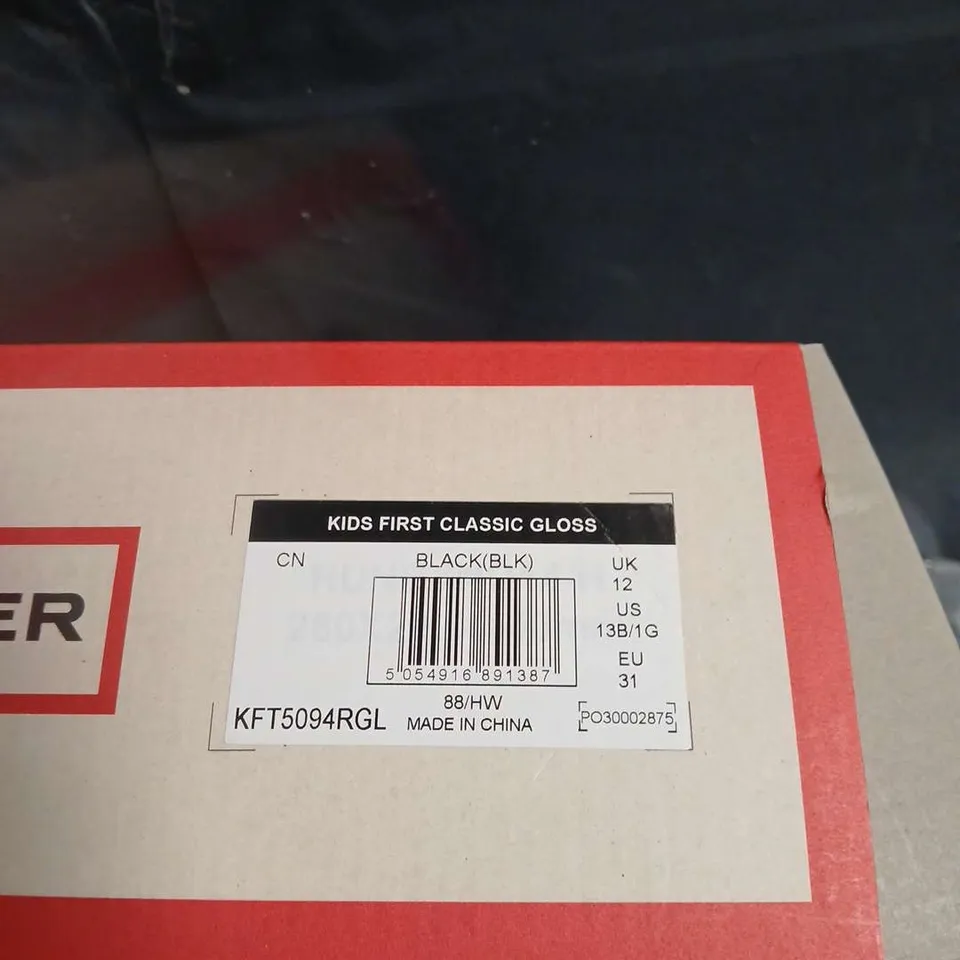 KIDS FIRST CLASSIC GLOSS
CN
BLACK(BLK)
UK
12
US
13B/1G
EU
31
5 054916 891387
88/HW
KFT5094RGL
MADE IN CHINA
PO30002875
ER